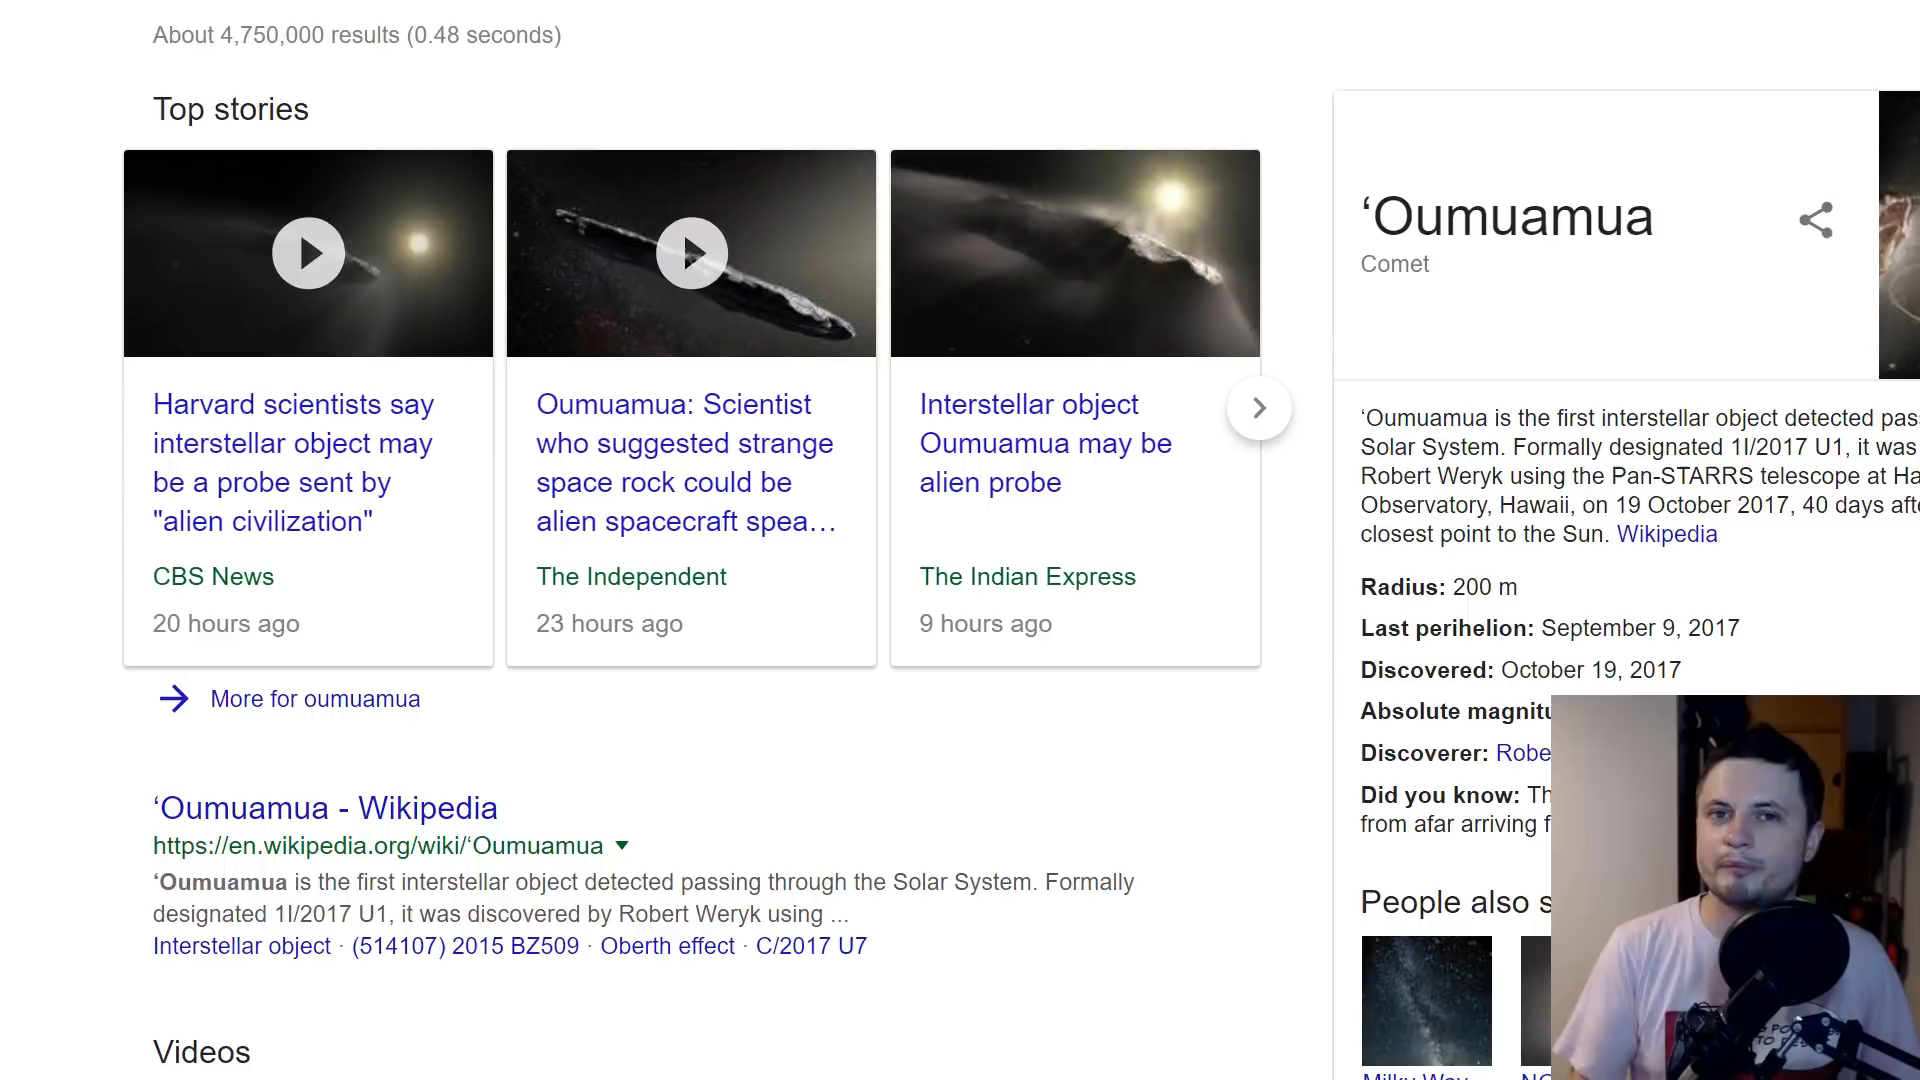 About 4,750,000 results (0.48 seconds)
Top stories
Harvard scientists say
interstellar object may
be a probe sent by
"alien civilization"
CBS News
20 hours ago
Oumuamua: Scientist
who suggested strange
space rock could be
alien spacecraft spea…
The Independent
23 hours ago
Interstellar object
Oumuamua may be
alien probe
The Indian Express
9 hours ago
More for oumuamua
ʻOumuamua - Wikipedia
https://en.wikipedia.org/wiki/ʻOumuamua
ʻOumuamua is the first interstellar object detected passing through the Solar System. Formally
designated 1I/2017 U1, it was discovered by Robert Weryk using ...
Interstellar object · (514107) 2015 BZ509 · Oberth effect · C/2017 U7
Videos
ʻOumuamua
Comet
ʻOumuamua is the first interstellar object detected pas
Solar System. Formally designated 1I/2017 U1, it was
Robert Weryk using the Pan-STARRS telescope at Ha
Observatory, Hawaii, on 19 October 2017, 40 days afte
closest point to the Sun. Wikipedia
Radius: 200 m
Last perihelion: September 9, 2017
Discovered: October 19, 2017
Absolute magnitu
Discoverer: Robe
Did you know: Th
from afar arriving f
People also s
Milky Way